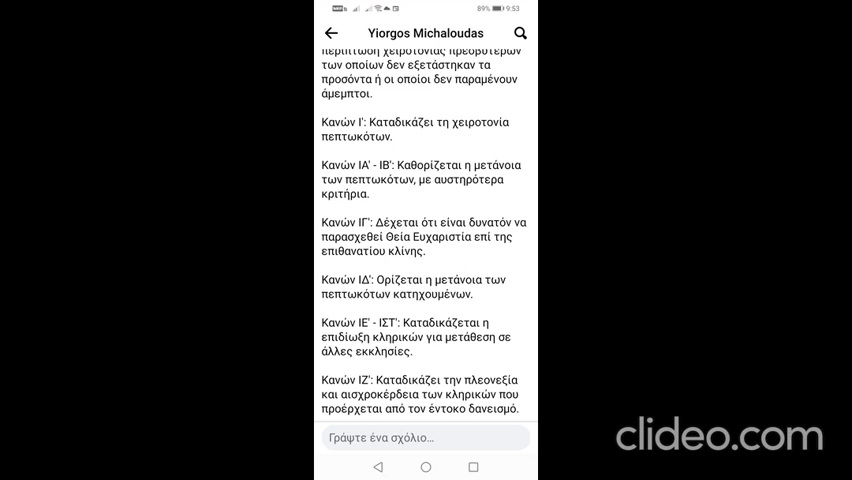 89% 9:53
Yiorgos Michaloudas
περίπτωση χειροτονίας πρεσβυτέρων
των οποίων δεν εξετάστηκαν τα
προσόντα ή οι οποίοι δεν παραμένουν
άμεμπτοι.
Κανών Ι': Καταδικάζει τη χειροτονία
πεπτωκότων.
Κανών ΙΑ' - ΙΒ': Καθορίζεται η μετάνοια
των πεπτωκότων, με αυστηρότερα
κριτήρια.
Κανών ΙΓ': Δέχεται ότι είναι δυνατόν να
παρασχεθεί Θεία Ευχαριστία επί της
επιθανατίου κλίνης.
Κανών ΙΔ': Ορίζεται η μετάνοια των
πεπτωκότων κατηχουμένων.
Κανών ΙΕ' - ΙΣΤ': Καταδικάζεται η
επιδίωξη κληρικών για μετάθεση σε
άλλες εκκλησίες.
Κανών ΙΖ': Καταδικάζει την πλεονεξία
και αισχροκέρδεια των κληρικών που
προέρχεται από τον έντοκο δανεισμό.
Γράψτε ένα σχόλιο...
clideo.com